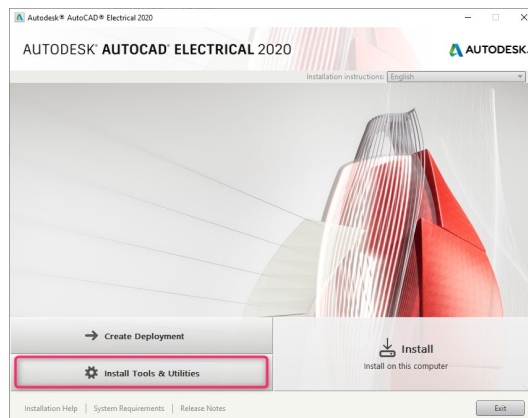 Autodesk® AutoCAD® Electrical 2020
AUTODESK® AUTOCAD® ELECTRICAL 2020
AUTODESK.
Installation instructions: English
Create Deployment
Install Tools & Utilities
Install
Install on this computer
Installation Help | System Requirements | Release Notes
Exit